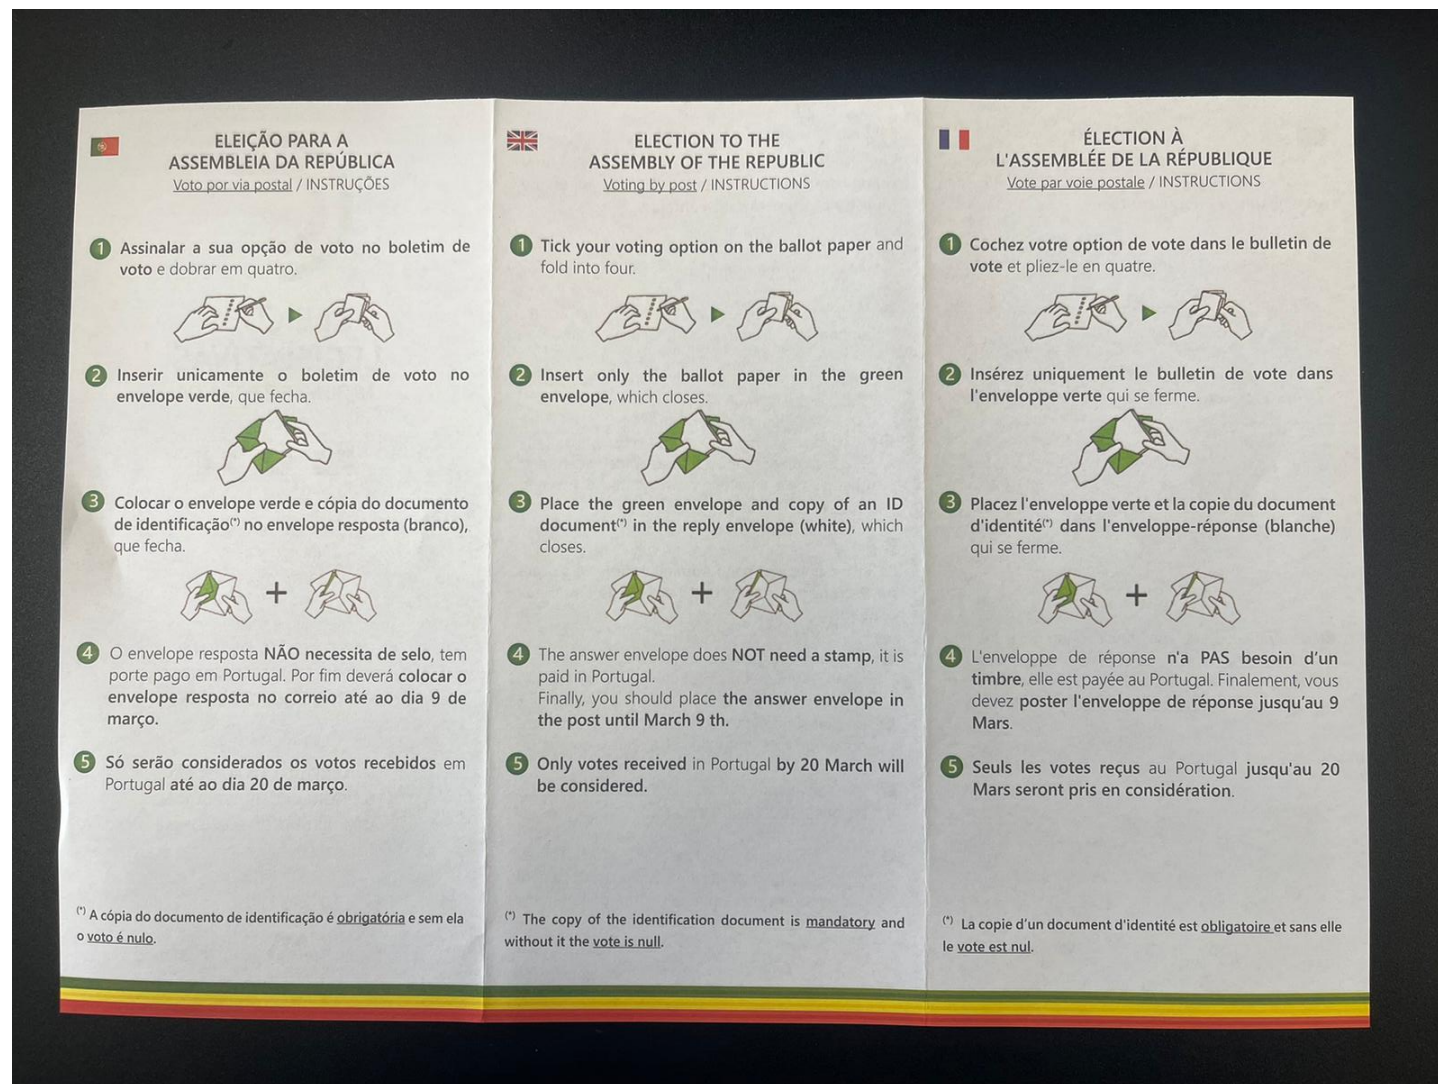 ELEIÇÃO PARA A
ASSEMBLEIA DA REPÚBLICA
Voto por via postal / INSTRUÇÕES
1 Assinalar a sua opção de voto no boletim de
voto e dobrar em quatro.
2 Inserir unicamente o boletim de voto no
envelope verde, que fecha.
3 Colocar o envelope verde e cópia do documento
de identificação(*) no envelope resposta (branco),
que fecha.
+
4 O envelope resposta NÃO necessita de selo, tem
porte pago em Portugal. Por fim deverá colocar o
envelope resposta no correio até ao dia 9 de
março.
5 Só serão considerados os votos recebidos em
Portugal até ao dia 20 de março.
(*) A cópia do documento de identificação é obrigatória e sem ela
o voto é nulo.
ELECTION TO THE
ASSEMBLY OF THE REPUBLIC
Voting by post / INSTRUCTIONS
1 Tick your voting option on the ballot paper and
fold into four.
2 Insert only the ballot paper in the green
envelope, which closes.
3 Place the green envelope and copy of an ID
document(*) in the reply envelope (white), which
closes.
+
4 The answer envelope does NOT need a stamp, it is
paid in Portugal.
Finally, you should place the answer envelope in
the post until March 9 th.
5 Only votes received in Portugal by 20 March will
be considered.
(*) The copy of the identification document is mandatory and
without it the vote is null.
ÉLECTION À
L'ASSEMBLÉE DE LA RÉPUBLIQUE
Vote par voie postale / INSTRUCTIONS
1 Cochez votre option de vote dans le bulletin de
vote et pliez-le en quatre.
2 Insérez uniquement le bulletin de vote dans
l'enveloppe verte qui se ferme.
3 Placez l'enveloppe verte et la copie du document
d'identité(*) dans l'enveloppe-réponse (blanche)
qui se ferme.
+
4 L'enveloppe de réponse n'a PAS besoin d'un
timbre, elle est payée au Portugal. Finalement, vous
devez poster l'enveloppe de réponse jusqu'au 9
Mars.
5 Seuls les votes reçus au Portugal jusqu'au 20
Mars seront pris en considération.
(*) La copie d'un document d'identité est obligatoire et sans elle
le vote est nul.